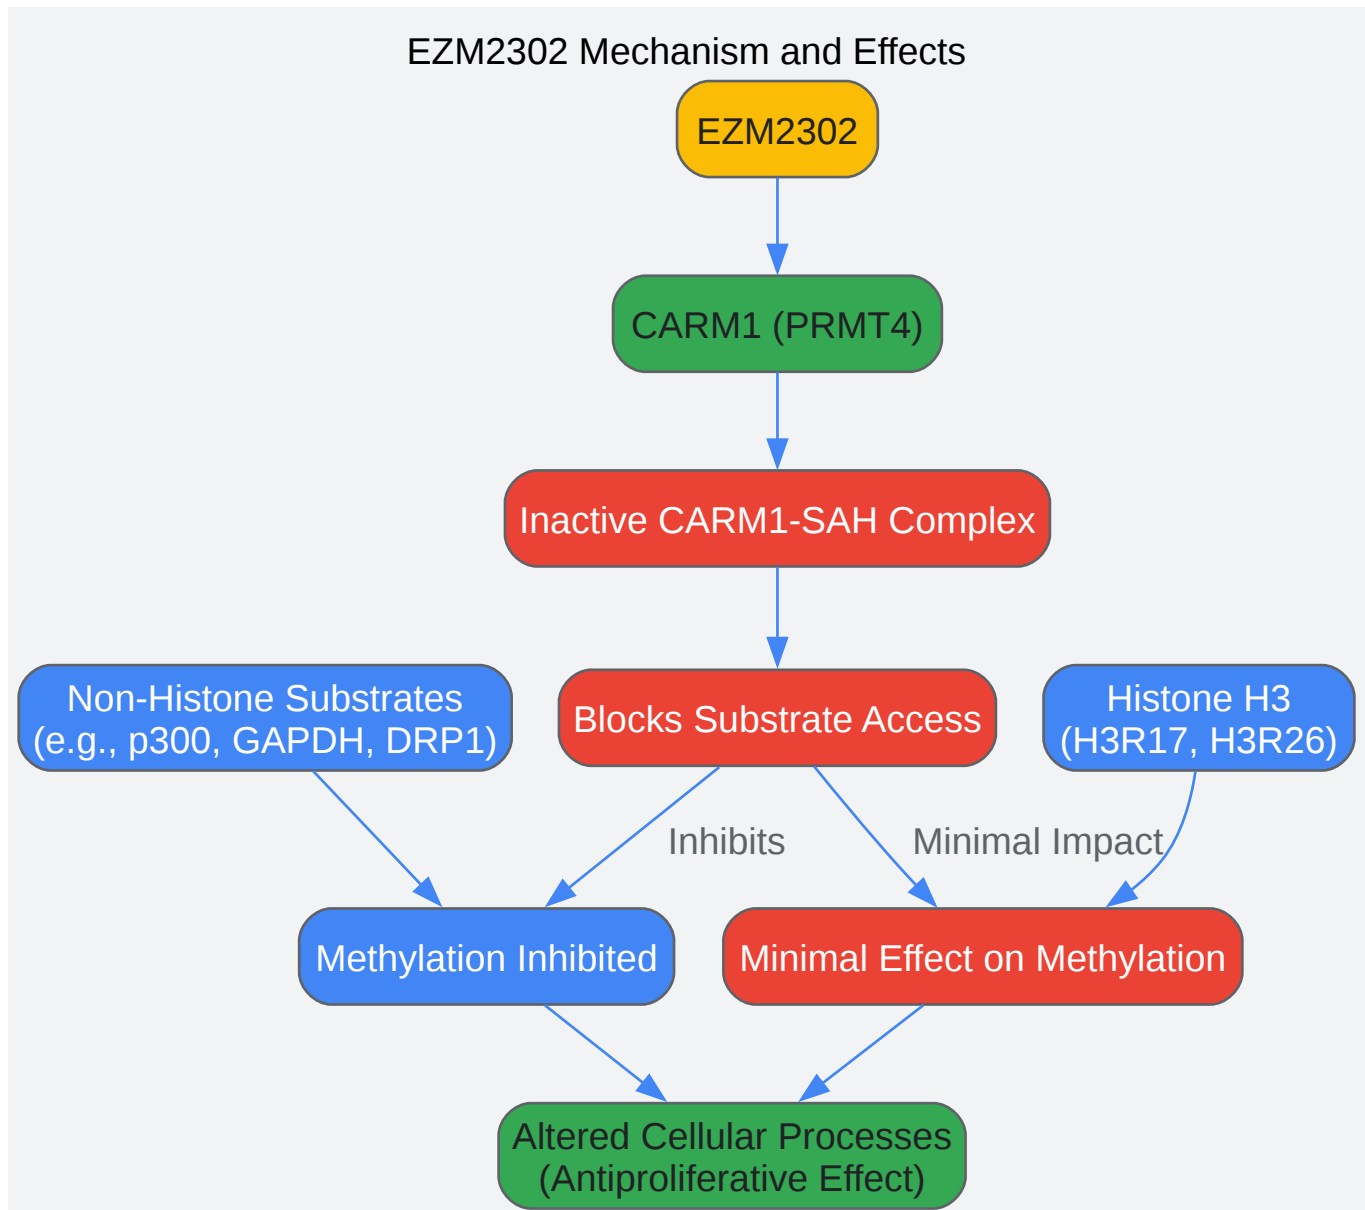 EZM2302 Mechanism and Effects
EZM2302
CARM1 (PRMT4)
Inactive CARM1-SAH Complex
Non-Histone Substrates
(e.g., p300, GAPDH, DRP1)
Blocks Substrate Access
Histone H3
(H3R17, H3R26)
Inhibits
Minimal Impact
Methylation Inhibited
Minimal Effect on Methylation
Altered Cellular Processes
(Antiproliferative Effect)